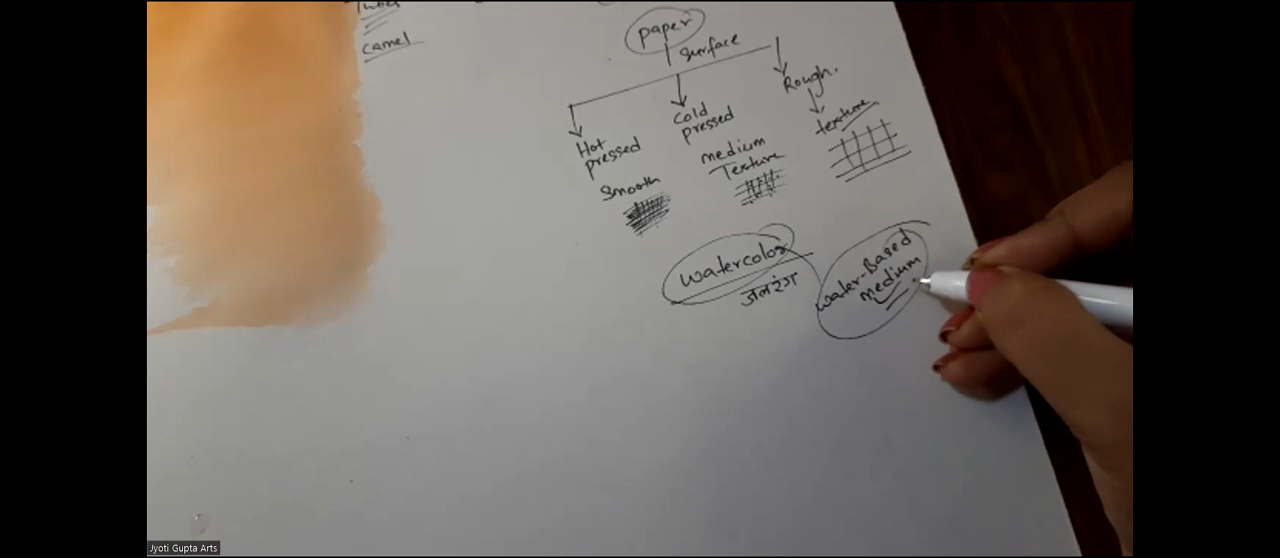 camel
paper
surface
Rough.
texture
Cold
pressed
medium
Texture
Hot
pressed
Smooth
watercolor
जलरंग
water-Based
medium
Jyoti Gupta Arts